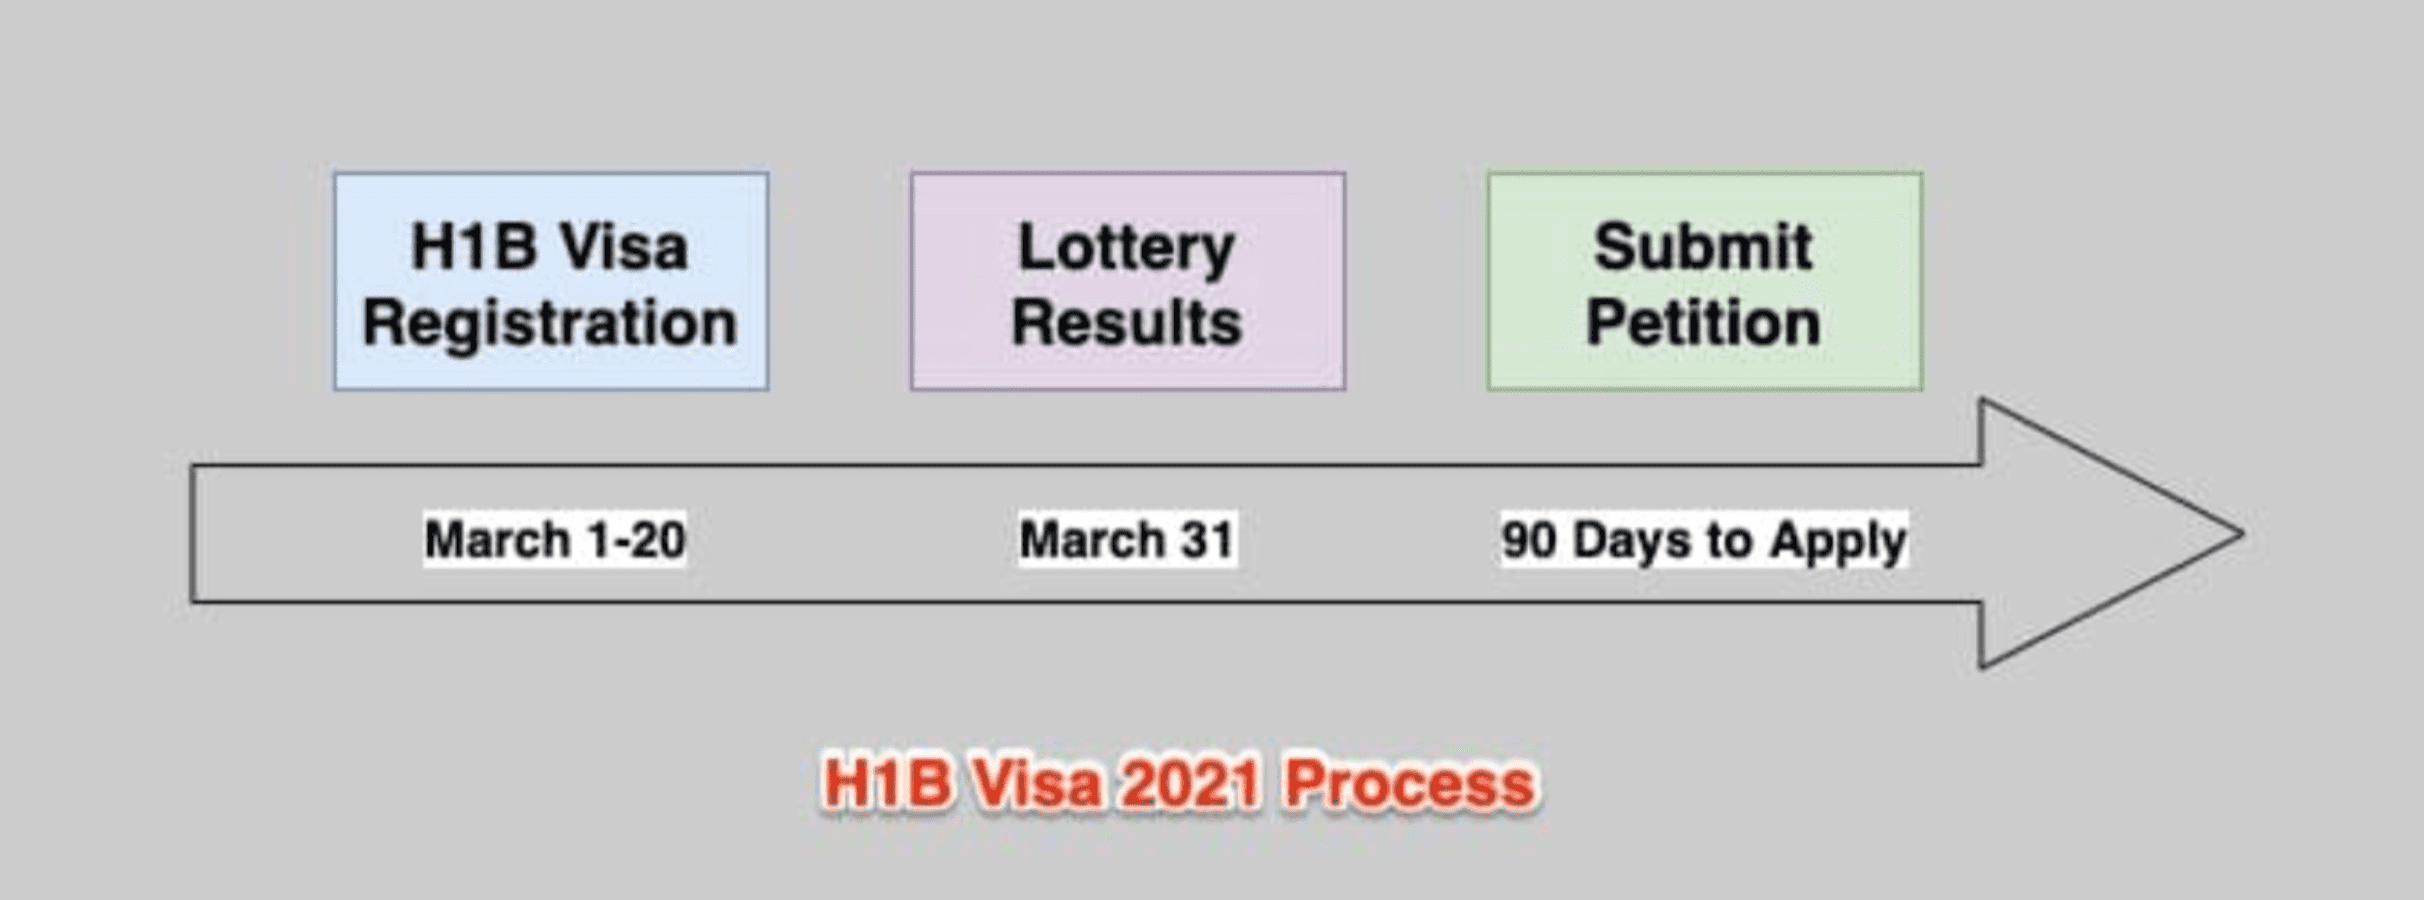 H1B Visa
Registration
Lottery
Results
Submit
Petition
March 1-20
March 31
90 Days to Apply
H1B Visa 2021 Process